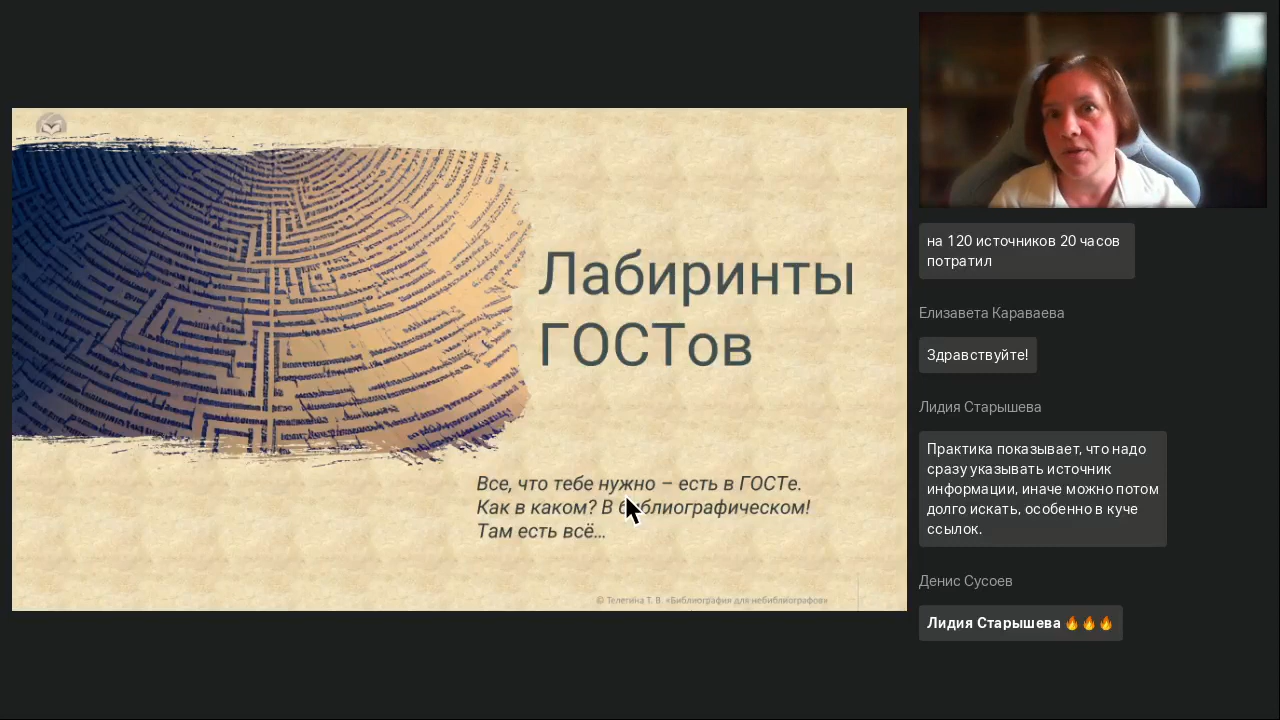 Лабиринты
ГОСТов
Все, что тебе нужно – есть в ГОСТе.
Как в каком? В библиографическом!
Там есть всё...
© Телегина Т. В. «Библиография для небиблиографов»
на 120 источников 20 часов
потратил
Елизавета Караваева
Здравствуйте!
Лидия Старышева
Практика показывает, что надо
сразу указывать источник
информации, иначе можно потом
долго искать, особенно в куче
ссылок.
Денис Сусоев
Лидия Старышева 🔥🔥🔥